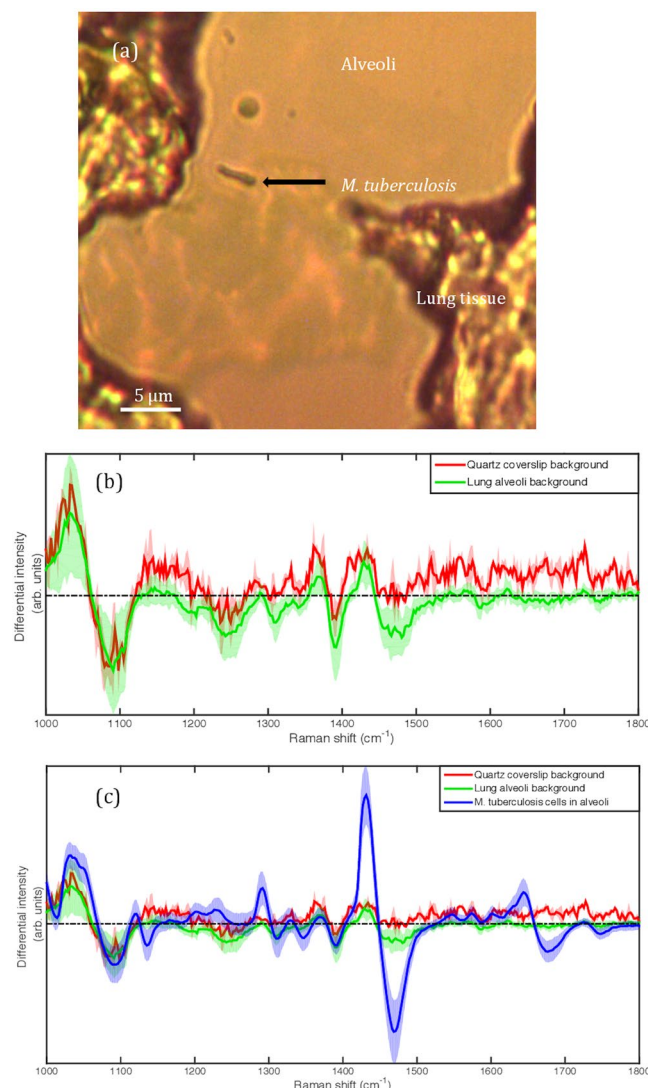 (a)
Alveoli
M. tuberculosis
Lung tissue
5 μm
(b)
Quartz coverslip background
Lung alveoli background
Differential intensity
(arb. units)
1000 1100 1200 1300 1400 1500 1600 1700 1800
Raman shift (cm⁻¹)
(c)
Quartz coverslip background
Lung alveoli background
M. tuberculosis cells in alveoli
Differential intensity
(arb. units)
1000 1100 1200 1300 1400 1500 1600 1700 1800
Raman shift (cm⁻¹)